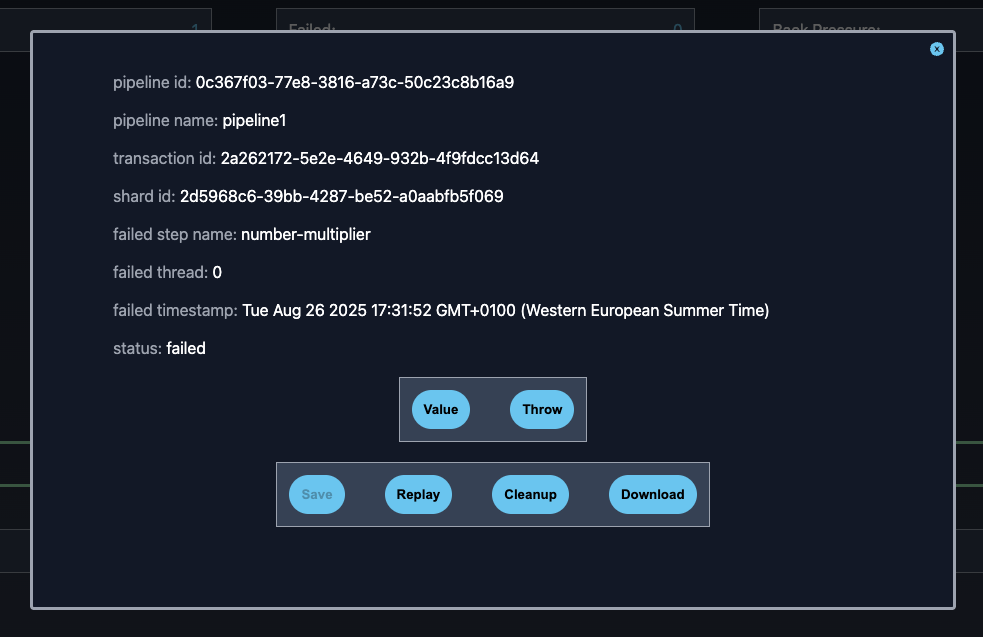 1 Failed: 0 Back Pressure:
x
pipeline id: 0c367f03-77e8-3816-a73c-50c23c8b16a9
pipeline name: pipeline1
transaction id: 2a262172-5e2e-4649-932b-4f9fdcc13d64
shard id: 2d5968c6-39bb-4287-be52-a0aabfb5f069
failed step name: number-multiplier
failed thread: 0
failed timestamp: Tue Aug 26 2025 17:31:52 GMT+0100 (Western European Summer Time)
status: failed
Value Throw
Save Replay Cleanup Download